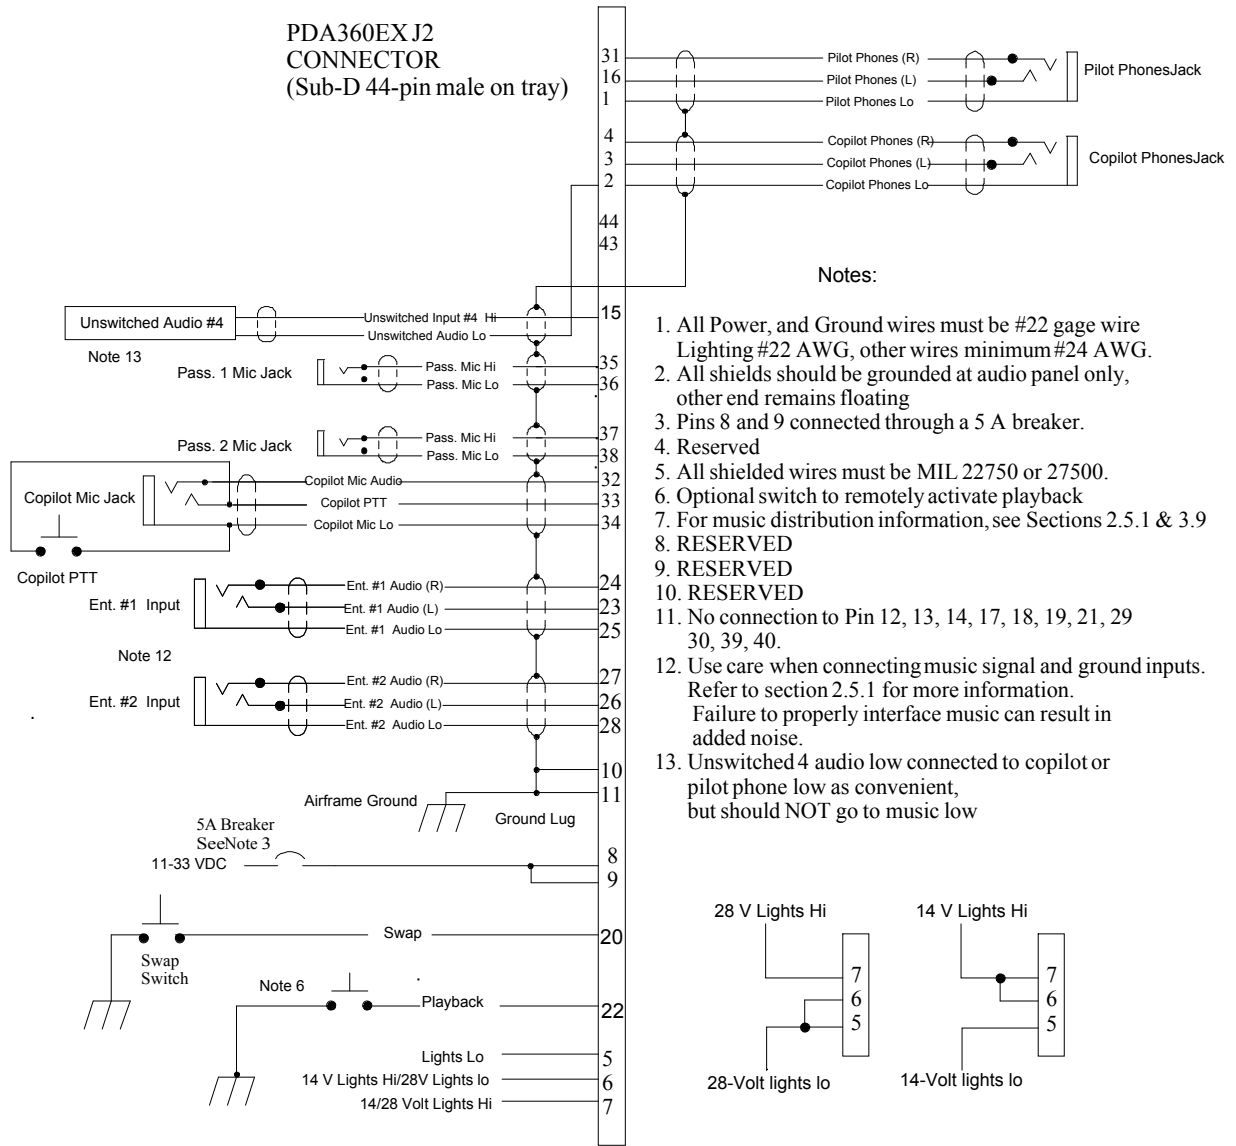 PDA360EX J2
CONNECTOR
(Sub-D 44-pin male on tray)
31
16
1
4
3
2
44
43
15
35
36
37
38
32
33
34
24
23
25
27
26
28
10
11
8
9
20
22
5
6
7
Pilot Phones (R)
Pilot Phones (L)
Pilot Phones Lo
Pilot PhonesJack
Copilot Phones (R)
Copilot Phones (L)
Copilot Phones Lo
Copilot PhonesJack
Unswitched Audio #4
Unswitched Input #4 Hi
Unswitched Audio Lo
Note 13
Pass. 1 Mic Jack
Pass. Mic Hi
Pass. Mic Lo
Pass. 2 Mic Jack
Pass. Mic Hi
Pass. Mic Lo
Copilot Mic Jack
Copilot Mic Audio
Copilot PTT
Copilot Mic Lo
Copilot PTT
Ent. #1 Input
Ent. #1 Audio (R)
Ent. #1 Audio (L)
Ent. #1 Audio Lo
Note 12
Ent. #2 Input
Ent. #2 Audio (R)
Ent. #2 Audio (L)
Ent. #2 Audio Lo
Airframe Ground
Ground Lug
5A Breaker
SeeNote 3
11-33 VDC
Swap
Swap
Switch
Note 6
Playback
Lights Lo
14 V Lights Hi/28V Lights lo
14/28 Volt Lights Hi
Notes:
1. All Power, and Ground wires must be #22 gage wire
Lighting #22 AWG, other wires minimum #24 AWG.
2. All shields should be grounded at audio panel only,
other end remains floating
3. Pins 8 and 9 connected through a 5 A breaker.
4. Reserved
5. All shielded wires must be MIL 22750 or 27500.
6. Optional switch to remotely activate playback
7. For music distribution information, see Sections 2.5.1 & 3.9
8. RESERVED
9. RESERVED
10. RESERVED
11. No connection to Pin 12, 13, 14, 17, 18, 19, 21, 29
30, 39, 40.
12. Use care when connecting music signal and ground inputs.
Refer to section 2.5.1 for more information.
Failure to properly interface music can result in
added noise.
13. Unswitched 4 audio low connected to copilot or
pilot phone low as convenient,
but should NOT go to music low
28 V Lights Hi
7
6
5
28-Volt lights lo
14 V Lights Hi
7
6
5
14-Volt lights lo